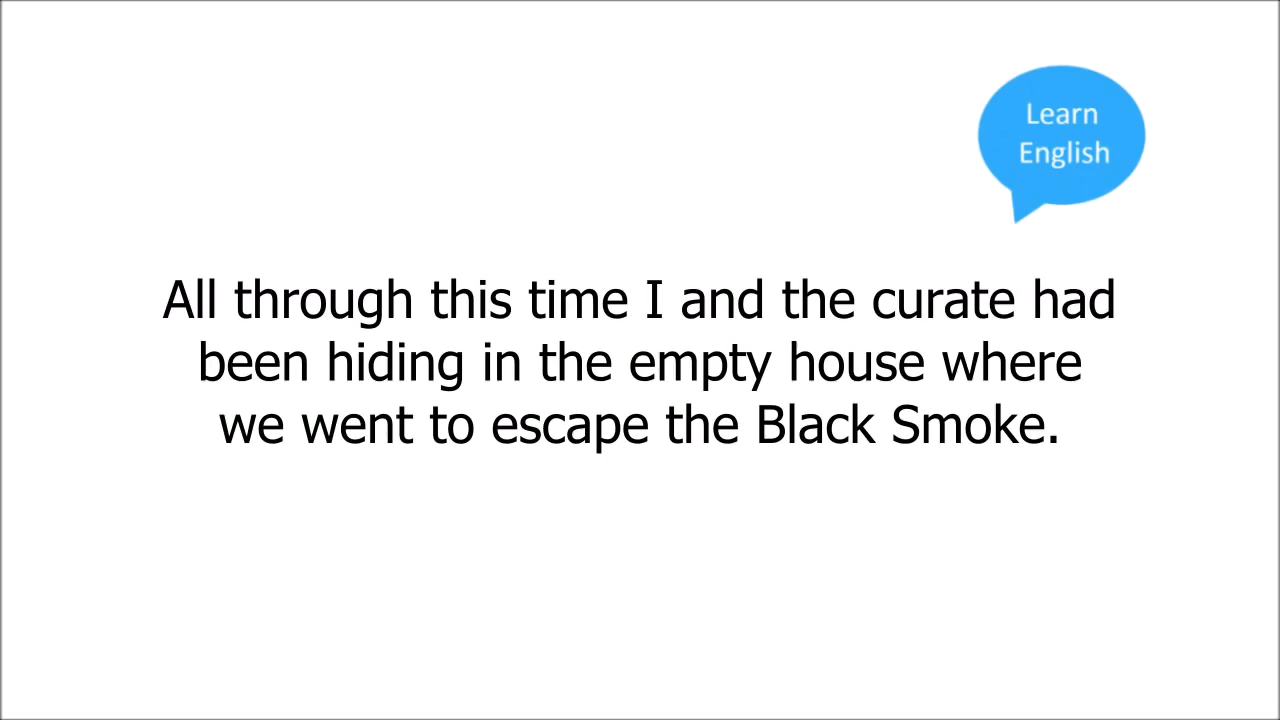 Learn
English
All through this time I and the curate had
been hiding in the empty house where
we went to escape the Black Smoke.